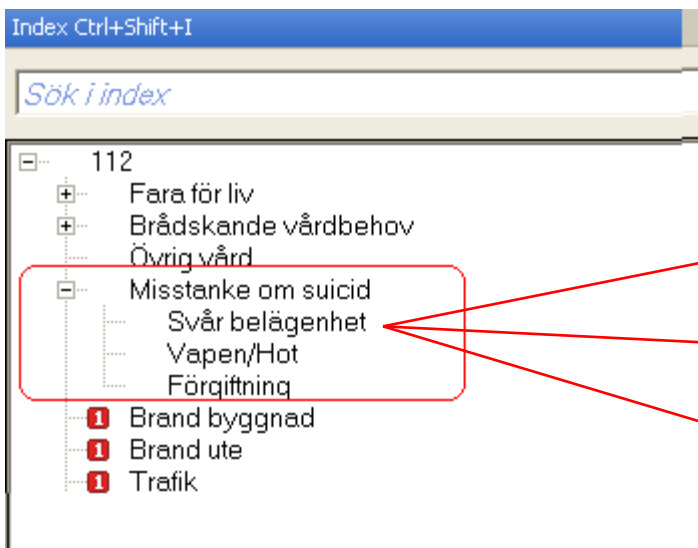 Index Ctrl+Shift+I
Sök i index
112
Fara för liv
Brådskande vårdbehov
Övrig vård
Misstanke om suicid
Svår belägenhet
Vapen/Hot
Förgiftning
1 Brand byggnad
1 Brand ute
1 Trafik